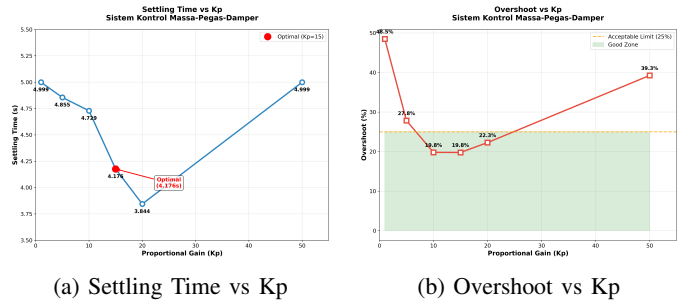 Settling Time vs Kp
Sistem Kontrol Massa-Pegas-Damper
5.50
5.25
5.00
4.75
4.50
4.25
4.00
3.75
3.50
Settling Time (s)
Optimal (Kp=15)
4.999
4.855
4.729
4.176
3.844
4.999
Optimal
(4.176s)
0
10
20
30
40
50
Proportional Gain (Kp)
(a) Settling Time vs Kp
Overshoot vs Kp
Sistem Kontrol Massa-Pegas-Damper
50
40
30
20
10
0
Overshoot (%)
Acceptable Limit (25%)
Good Zone
48.5%
27.8%
19.8%
19.8%
22.3%
39.3%
0
10
20
30
40
50
Proportional Gain (Kp)
(b) Overshoot vs Kp